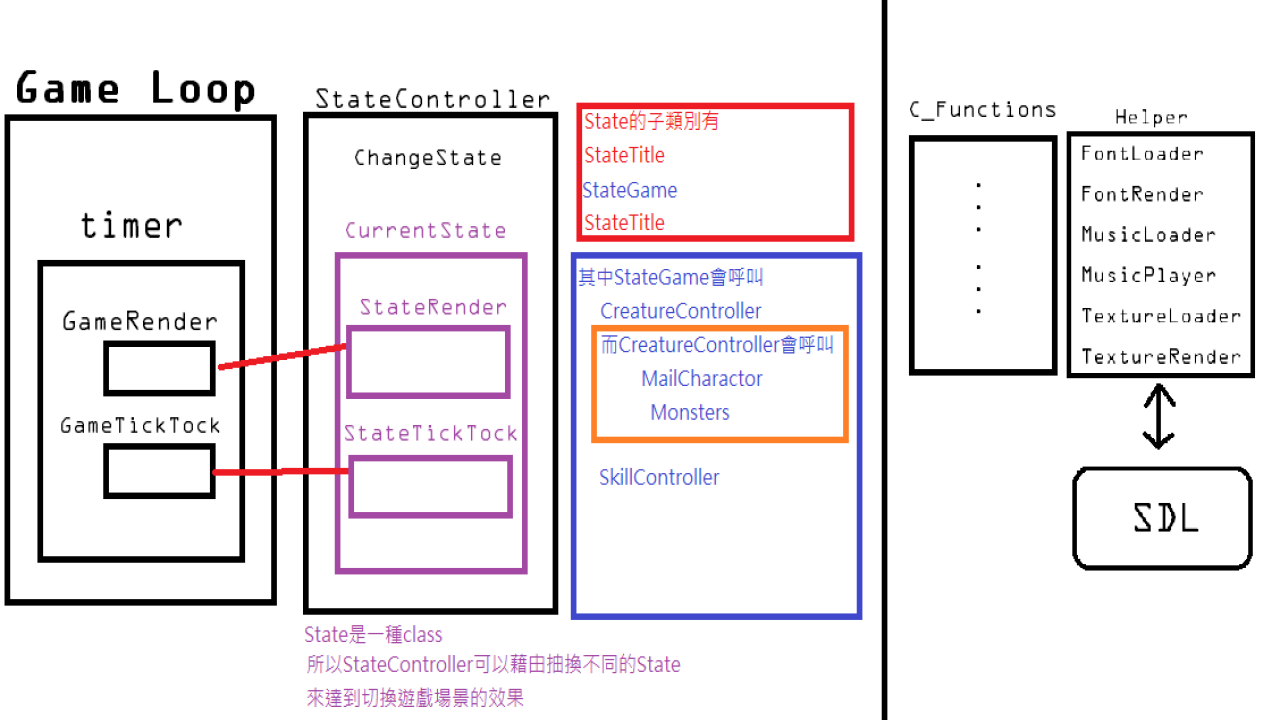 Game Loop
timer
GameRender
GameTickTock
StateController
ChangeState
CurrentState
StateRender
StateTickTock
State是一種class
所以StateController可以藉由抽換不同的State
來達到切換遊戲場景的效果
State的子類別有
StateTitle
StateGame
StateTitle
其中StateGame會呼叫
CreatureController
而CreatureController會呼叫
MailCharactor
Monsters
SkillController
C_Functions
Helper
FontLoader
FontRender
MusicLoader
MusicPlayer
TextureLoader
TextureRender
SDL